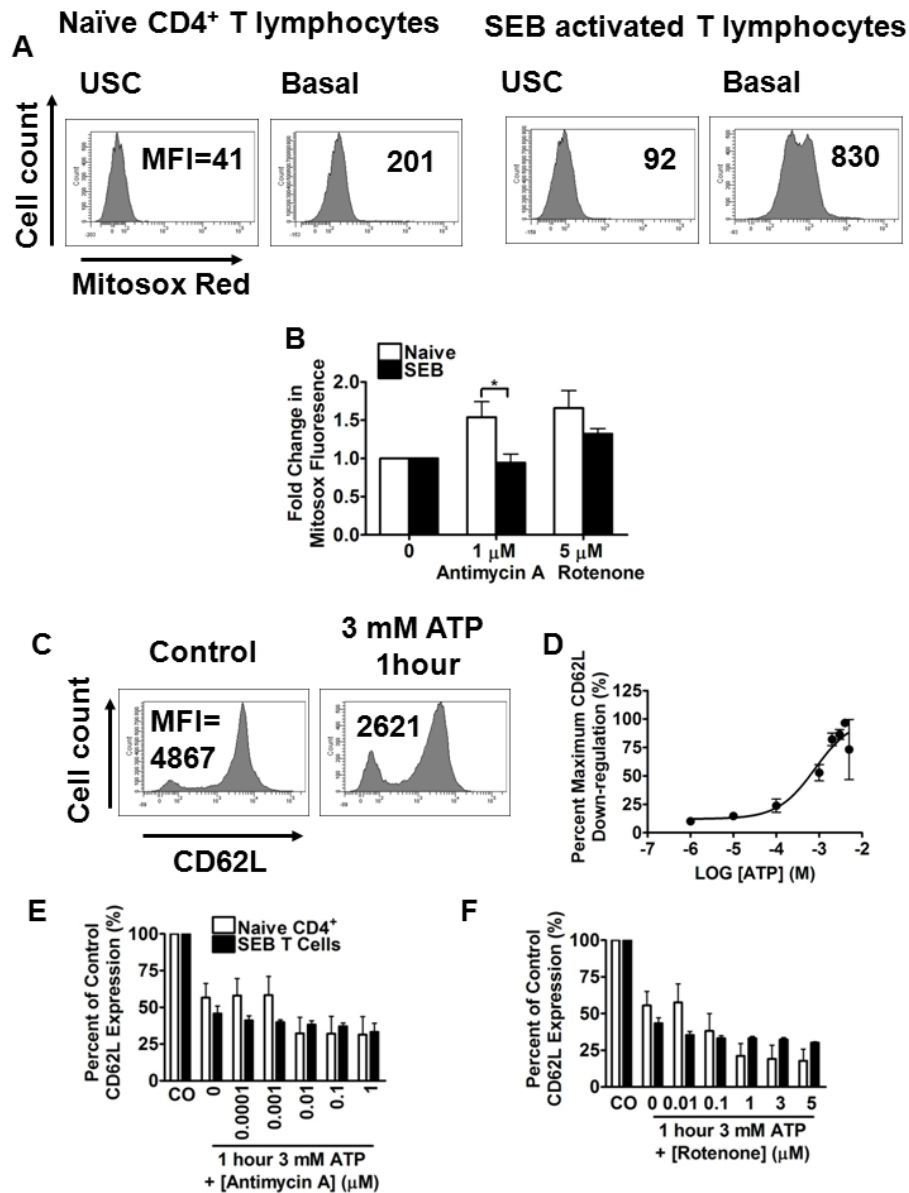 Naïve CD4+ T lymphocytes
SEB activated T lymphocytes
A
USC
Basal
USC
Basal
Cell count
MFI=41
201
92
830
Mitosox Red
B
Naive
SEB
Fold Change in
Mitosox Fluoresence
2.0
1.5
1.0
0.5
0.0
*
0
1 μM
5 μM
Antimycin A
Rotenone
C
Control
3 mM ATP
1hour
Cell count
MFI=
4867
2621
CD62L
D
Percent Maximum CD62L
Down-regulation (%)
125
100
75
50
25
0
-7 -6 -5 -4 -3 -2
LOG [ATP] (M)
E
Naive CD4+
SEB T Cells
Percent of Control
CD62L Expression (%)
100
75
50
25
0
CO 0 0.0001 0.001 0.01 0.1 1
1 hour 3 mM ATP
+ [Antimycin A] (μM)
F
Percent of Control
CD62L Expression (%)
100
75
50
25
0
CO 0 0.01 0.1 1 3 5
1 hour 3 mM ATP
+ [Rotenone] (μM)